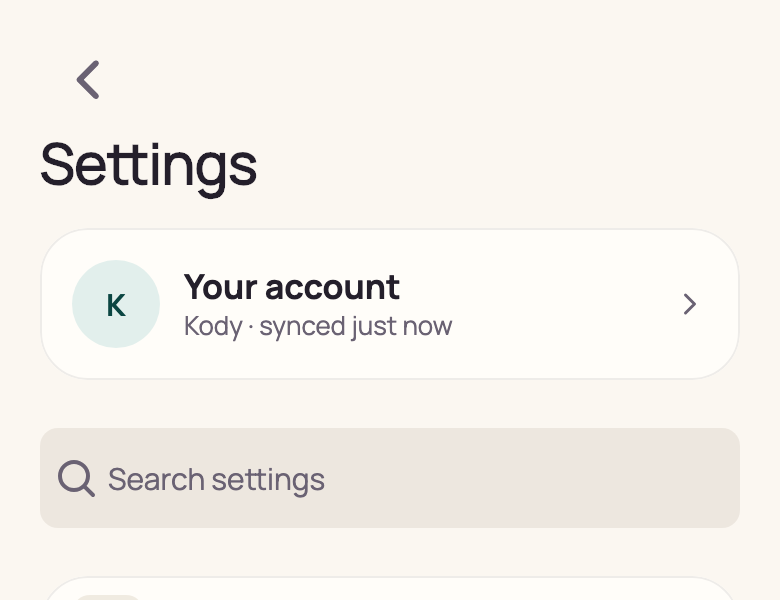 Settings
K
Your account
Kody · synced just now
Search settings